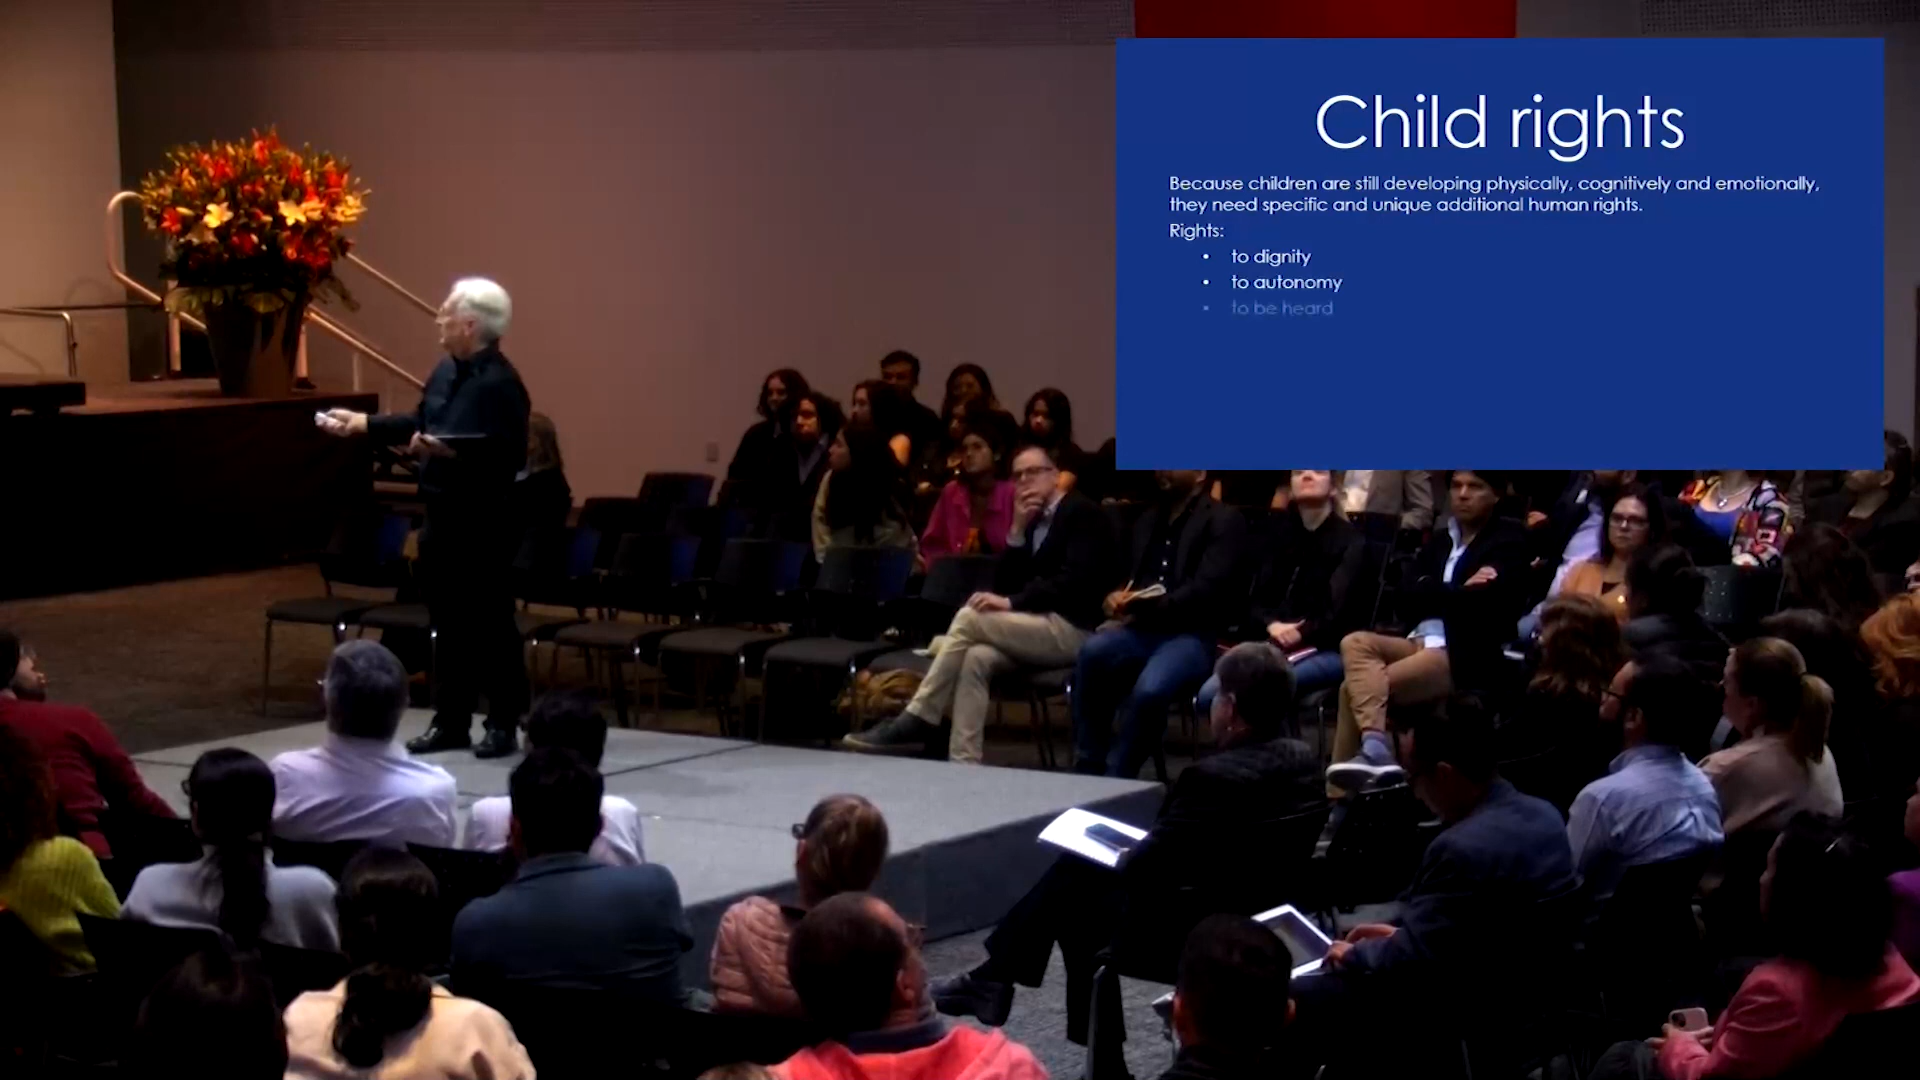 Child rights
Because children are still developing physically, cognitively and emotionally,
they need specific and unique additional human rights.
Rights:
• to dignity
• to autonomy
• to be heard